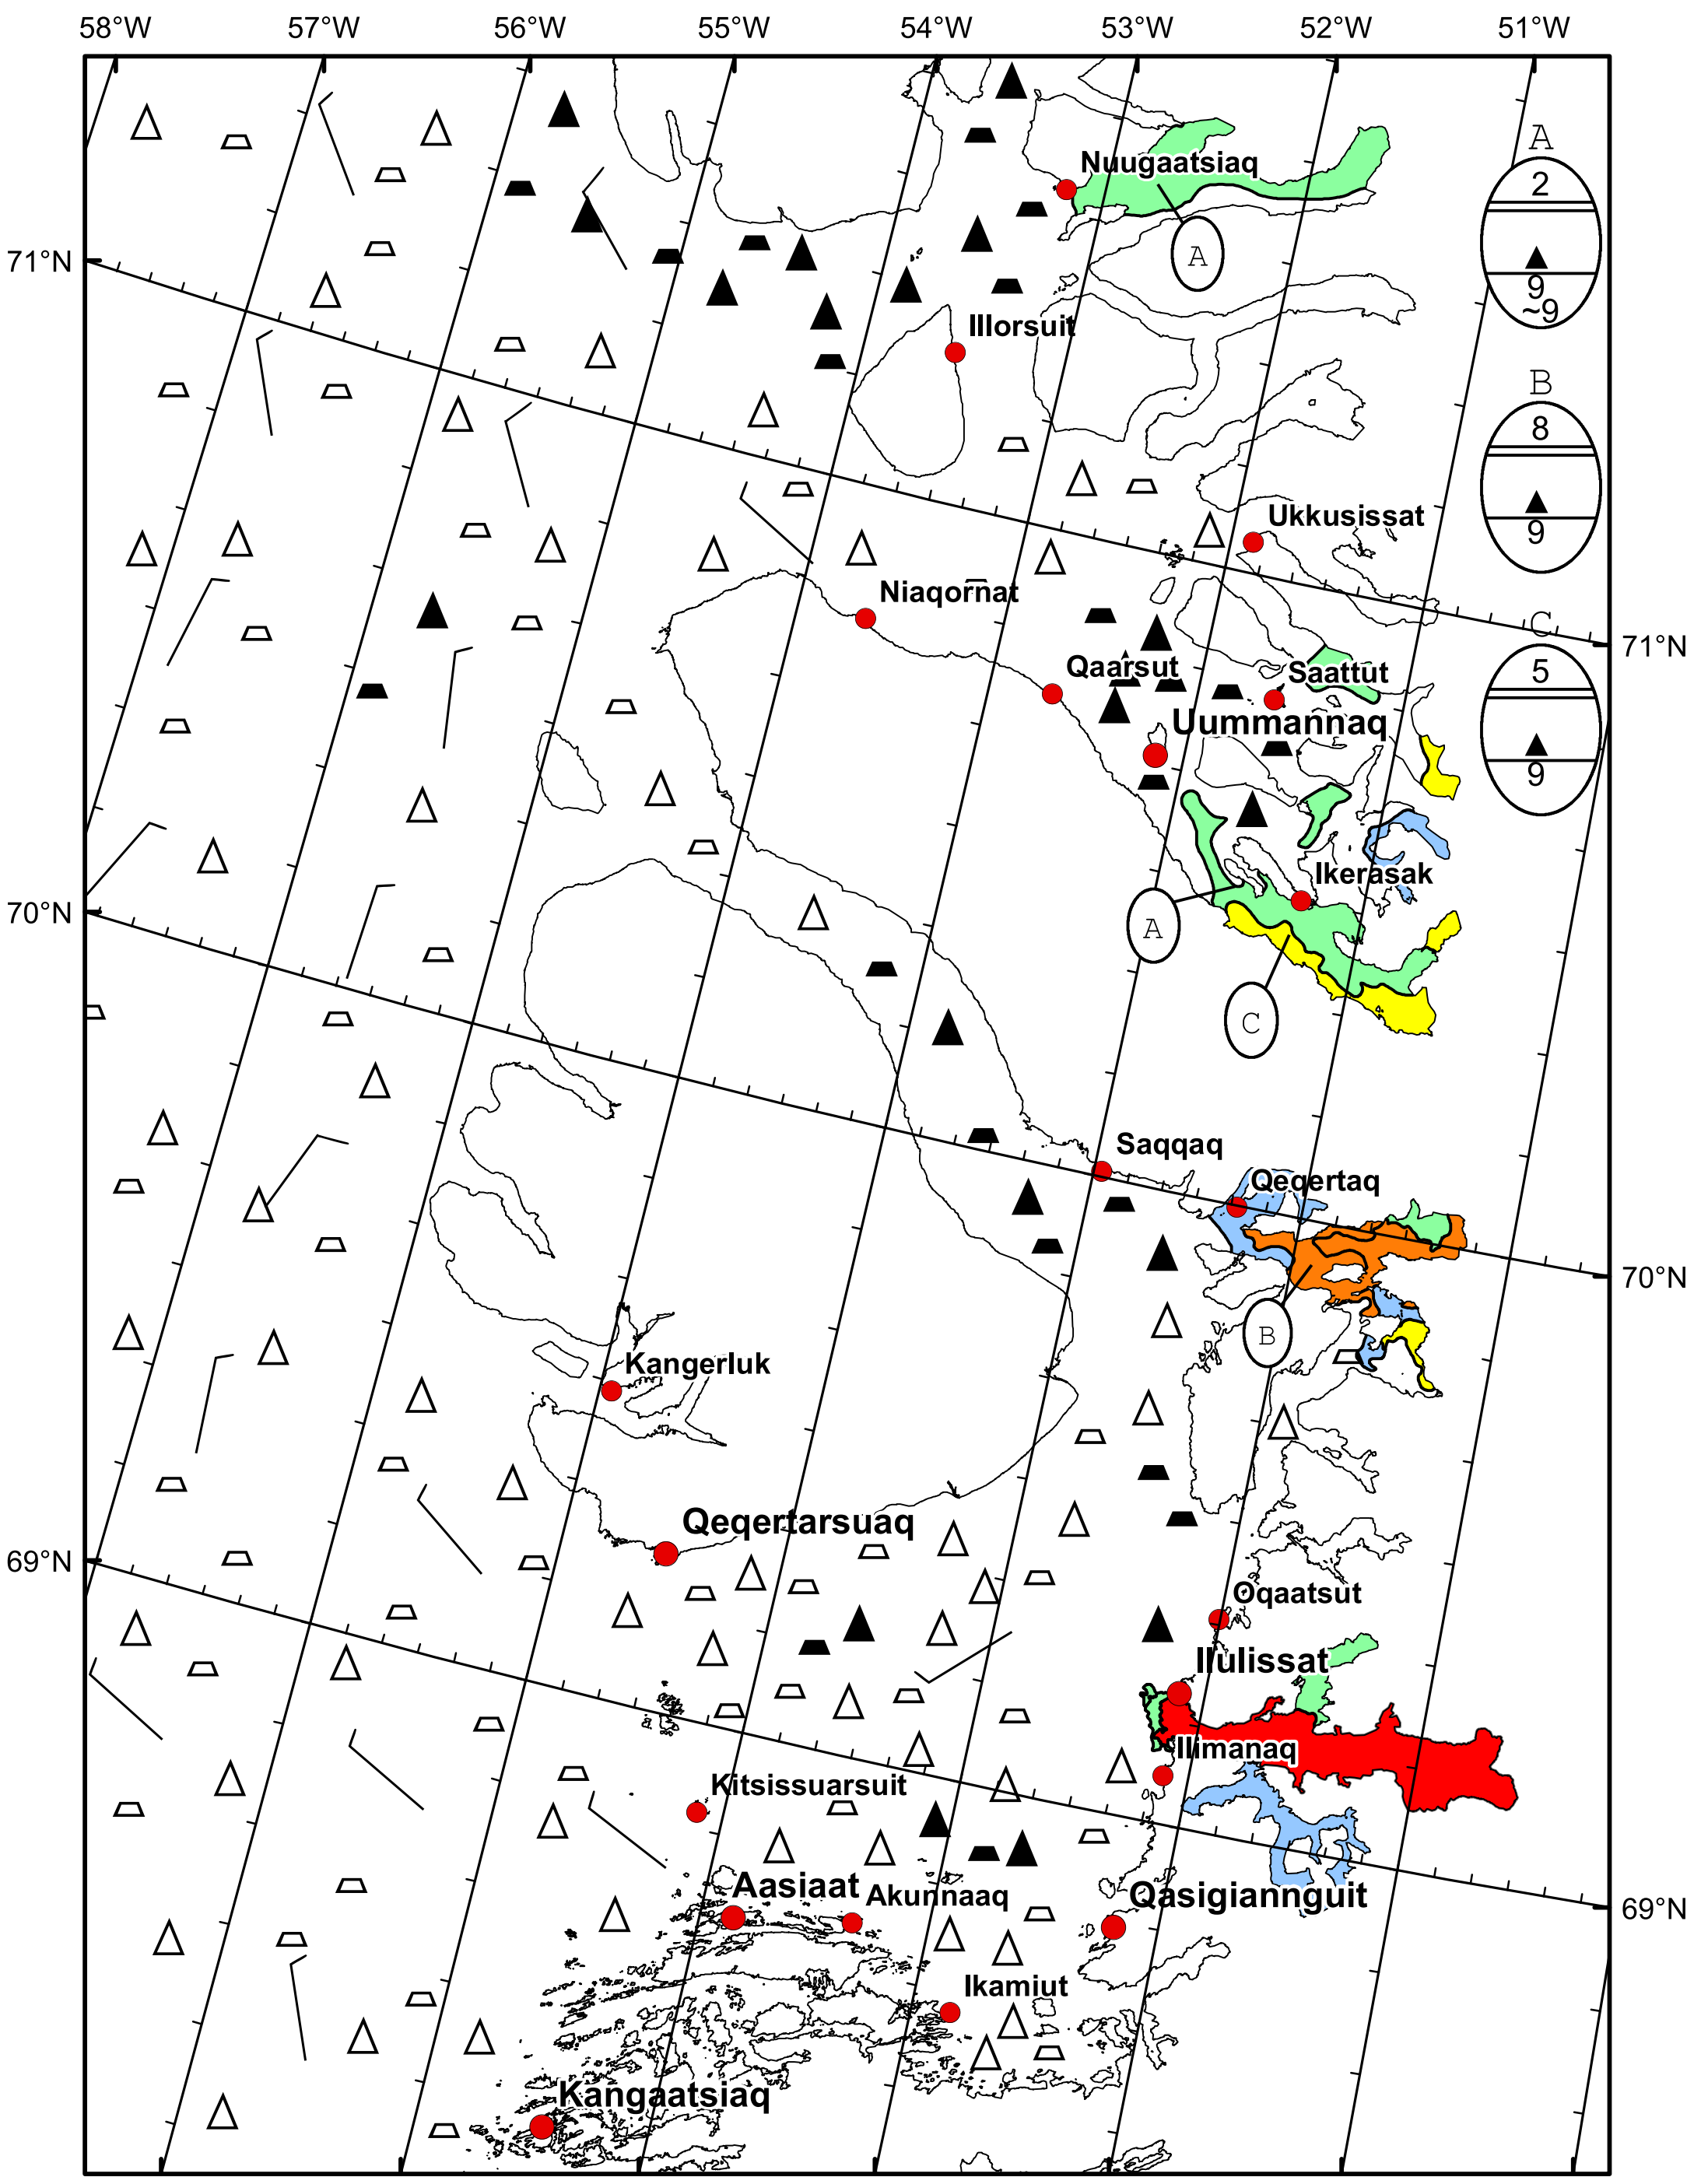 58°W 57°W 56°W 55°W 54°W 53°W 52°W 51°W
A
2
9
~9
Nuugaatsiaq
A
71°N
Illorsuit
B
8
9
Ukkusissat
Niaqornat
C
5
9
71°N
Qaarsut
Saattut
Uummannaq
Ikerasak
70°N
A
C
Saqqaq
Qeqertaq
70°N
B
Kangerluk
Qeqertarsuaq
69°N
Oqaatsut
Ilulissat
Ilimanaq
Kitsissuarsuit
Aasiaat
Akunnaaq
Qasigiannguit
69°N
Ikamiut
Kangaatsiaq